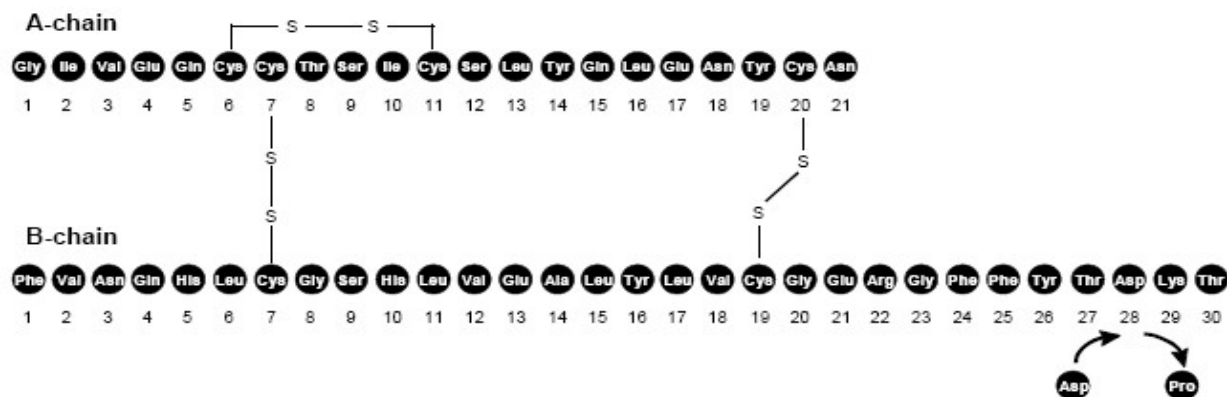 A-chain
S S
Gly Ile Val Glu Gln Cys Cys Thr Ser Ile Cys Ser Leu Tyr Gln Leu Glu Asn Tyr Cys Asn
1 2 3 4 5 6 7 8 9 10 11 12 13 14 15 16 17 18 19 20 21
S S
S S
B-chain
Phe Val Asn Gln His Leu Cys Gly Ser His Leu Val Glu Ala Leu Tyr Leu Val Cys Gly Glu Arg Gly Phe Phe Tyr Thr Asp Lys Thr
1 2 3 4 5 6 7 8 9 10 11 12 13 14 15 16 17 18 19 20 21 22 23 24 25 26 27 28 29 30
Asp Pro